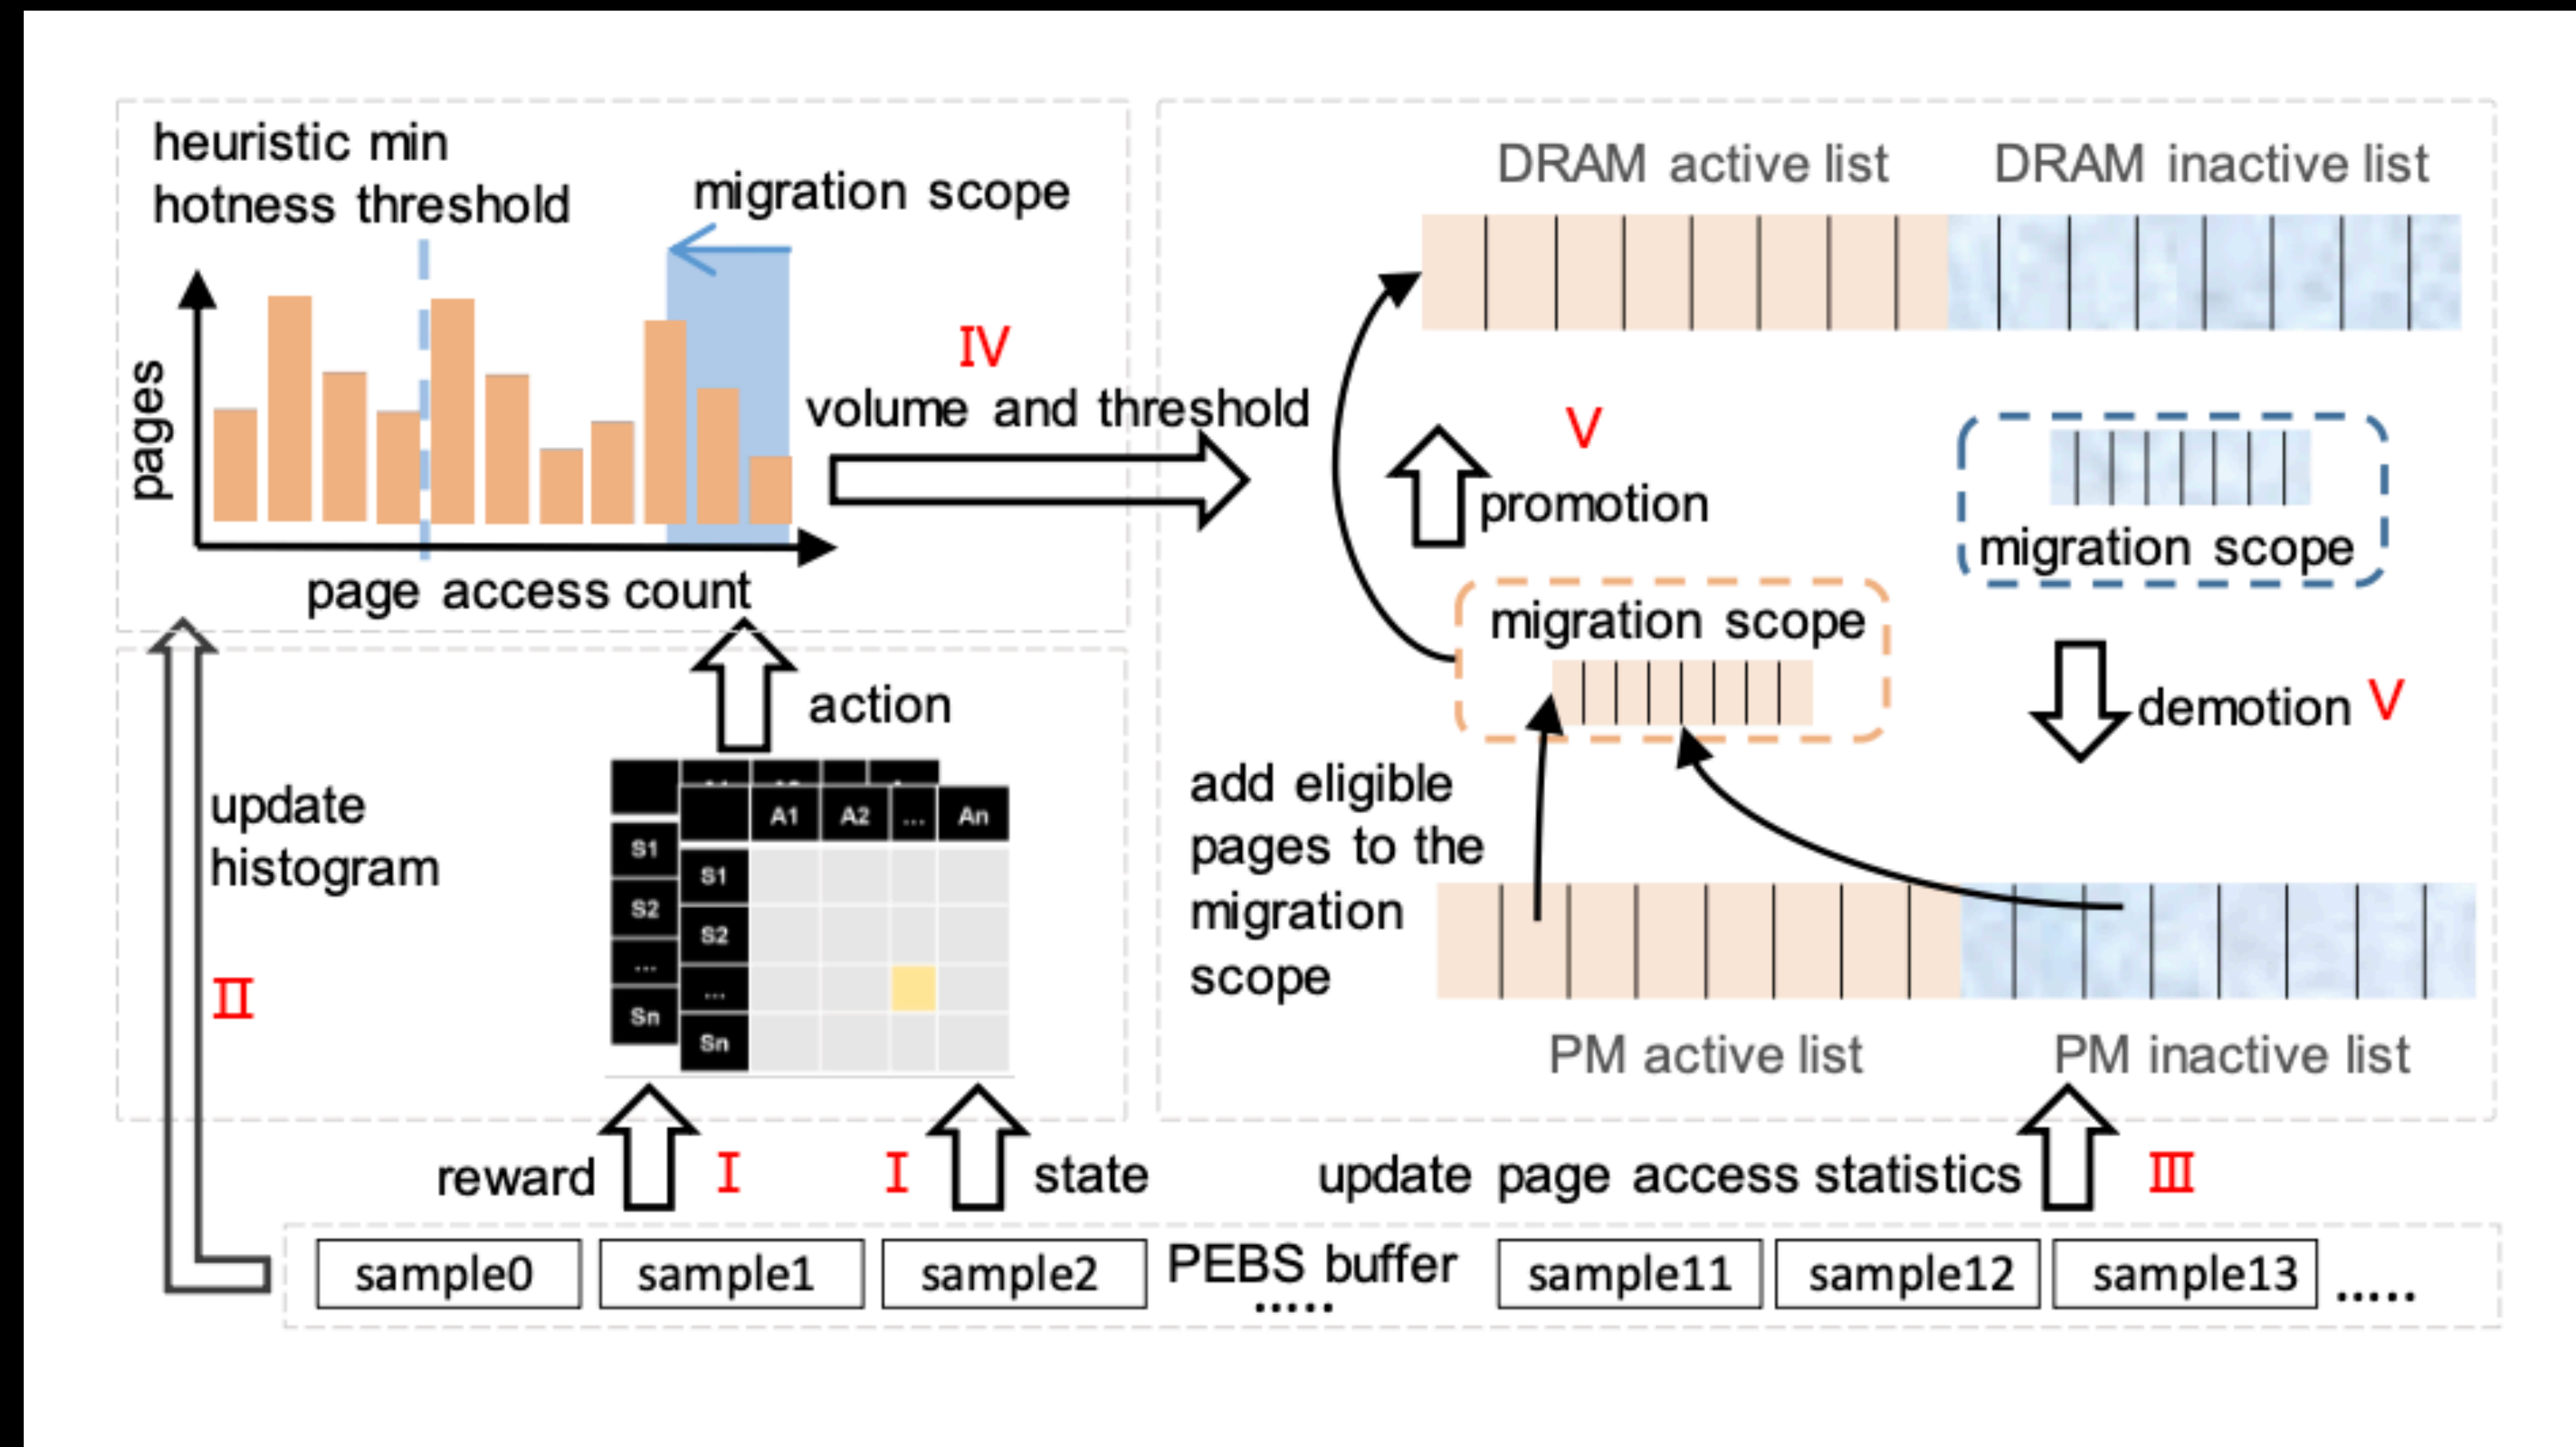 heuristic min
hotness threshold
migration scope
pages
page access count
IV
volume and threshold
update
histogram
II
action
A1 A2 ... An
S1
S2
...
Sn
S1
S2
...
Sn
reward
I
I
state
DRAM active list
DRAM inactive list
V
promotion
migration scope
migration scope
demotion V
add eligible
pages to the
migration
scope
PM active list
PM inactive list
update page access statistics
III
sample0
sample1
sample2
PEBS buffer
.....
sample11
sample12
sample13
.....